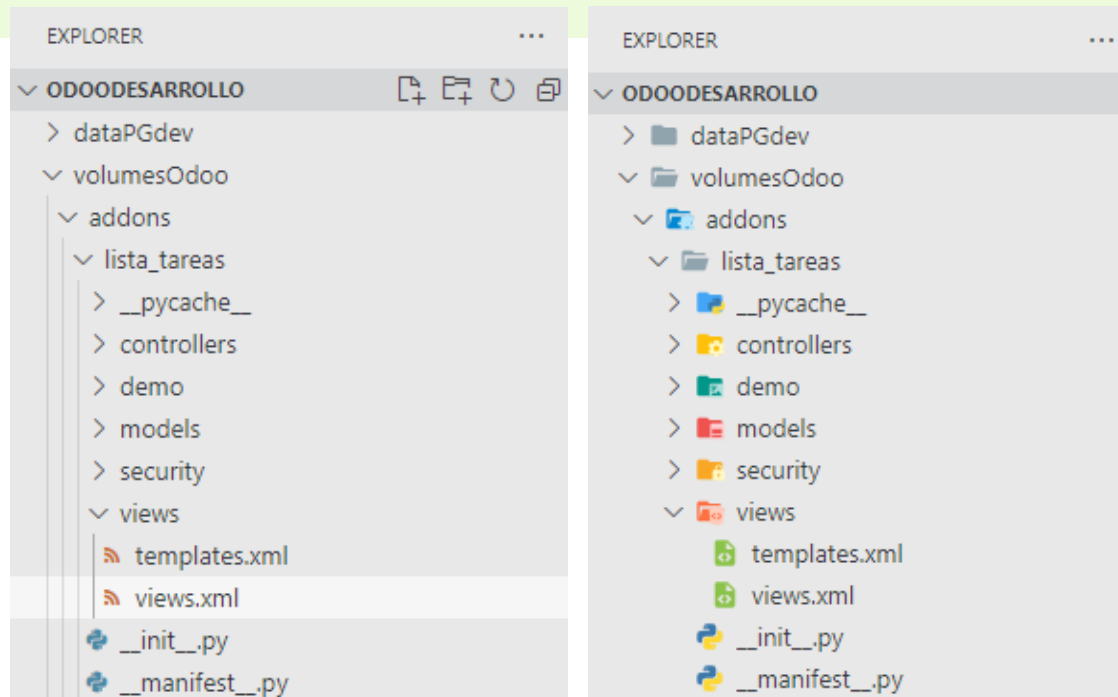 EXPLORER
ODOODESARROLLO
dataPGdev
volumesOdoo
addons
lista_tareas
__pycache__
controllers
demo
models
security
views
templates.xml
views.xml
__init__.py
__manifest__.py
EXPLORER
ODOODESARROLLO
dataPGdev
volumesOdoo
addons
lista_tareas
__pycache__
controllers
demo
models
security
views
templates.xml
views.xml
__init__.py
__manifest__.py